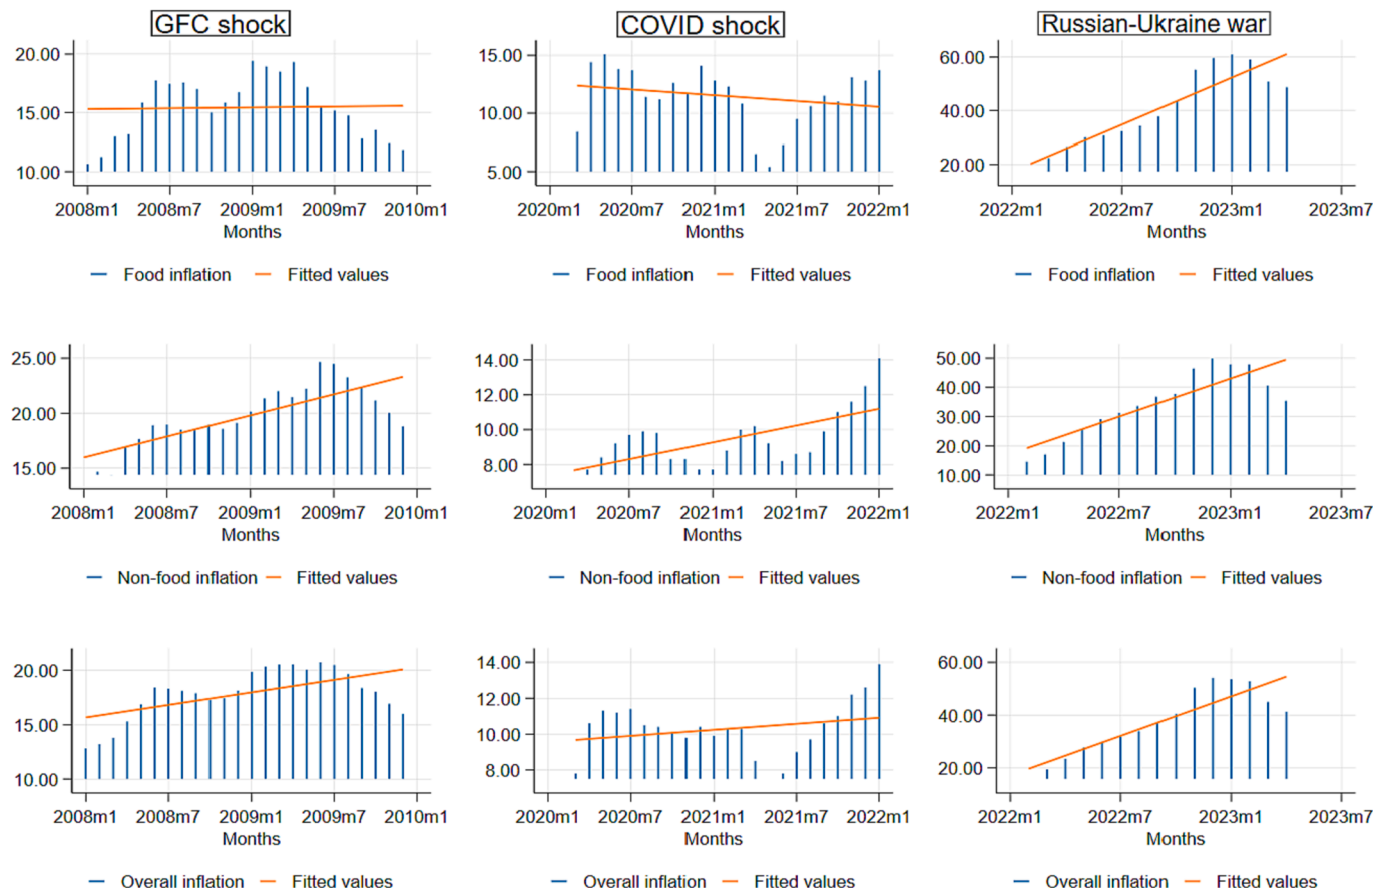 GFC shock COVID shock Russian-Ukraine war
20.00
15.00
10.00
2008m1 2008m7 2009m1 2009m7 2010m1
Months
Food inflation Fitted values
15.00
10.00
5.00
2020m1 2020m7 2021m1 2021m7 2022m1
Months
Food inflation Fitted values
60.00
40.00
20.00
2022m1 2022m7 2023m1 2023m7
Months
Food inflation Fitted values
25.00
20.00
15.00
2008m1 2008m7 2009m1 2009m7 2010m1
Months
Non-food inflation Fitted values
14.00
12.00
10.00
8.00
2020m1 2020m7 2021m1 2021m7 2022m1
Months
Non-food inflation Fitted values
50.00
40.00
30.00
20.00
10.00
2022m1 2022m7 2023m1 2023m7
Months
Non-food inflation Fitted values
20.00
15.00
10.00
2008m1 2008m7 2009m1 2009m7 2010m1
Months
Overall inflation Fitted values
14.00
12.00
10.00
8.00
2020m1 2020m7 2021m1 2021m7 2022m1
Months
Overall inflation Fitted values
60.00
40.00
20.00
2022m1 2022m7 2023m1 2023m7
Months
Overall inflation Fitted values